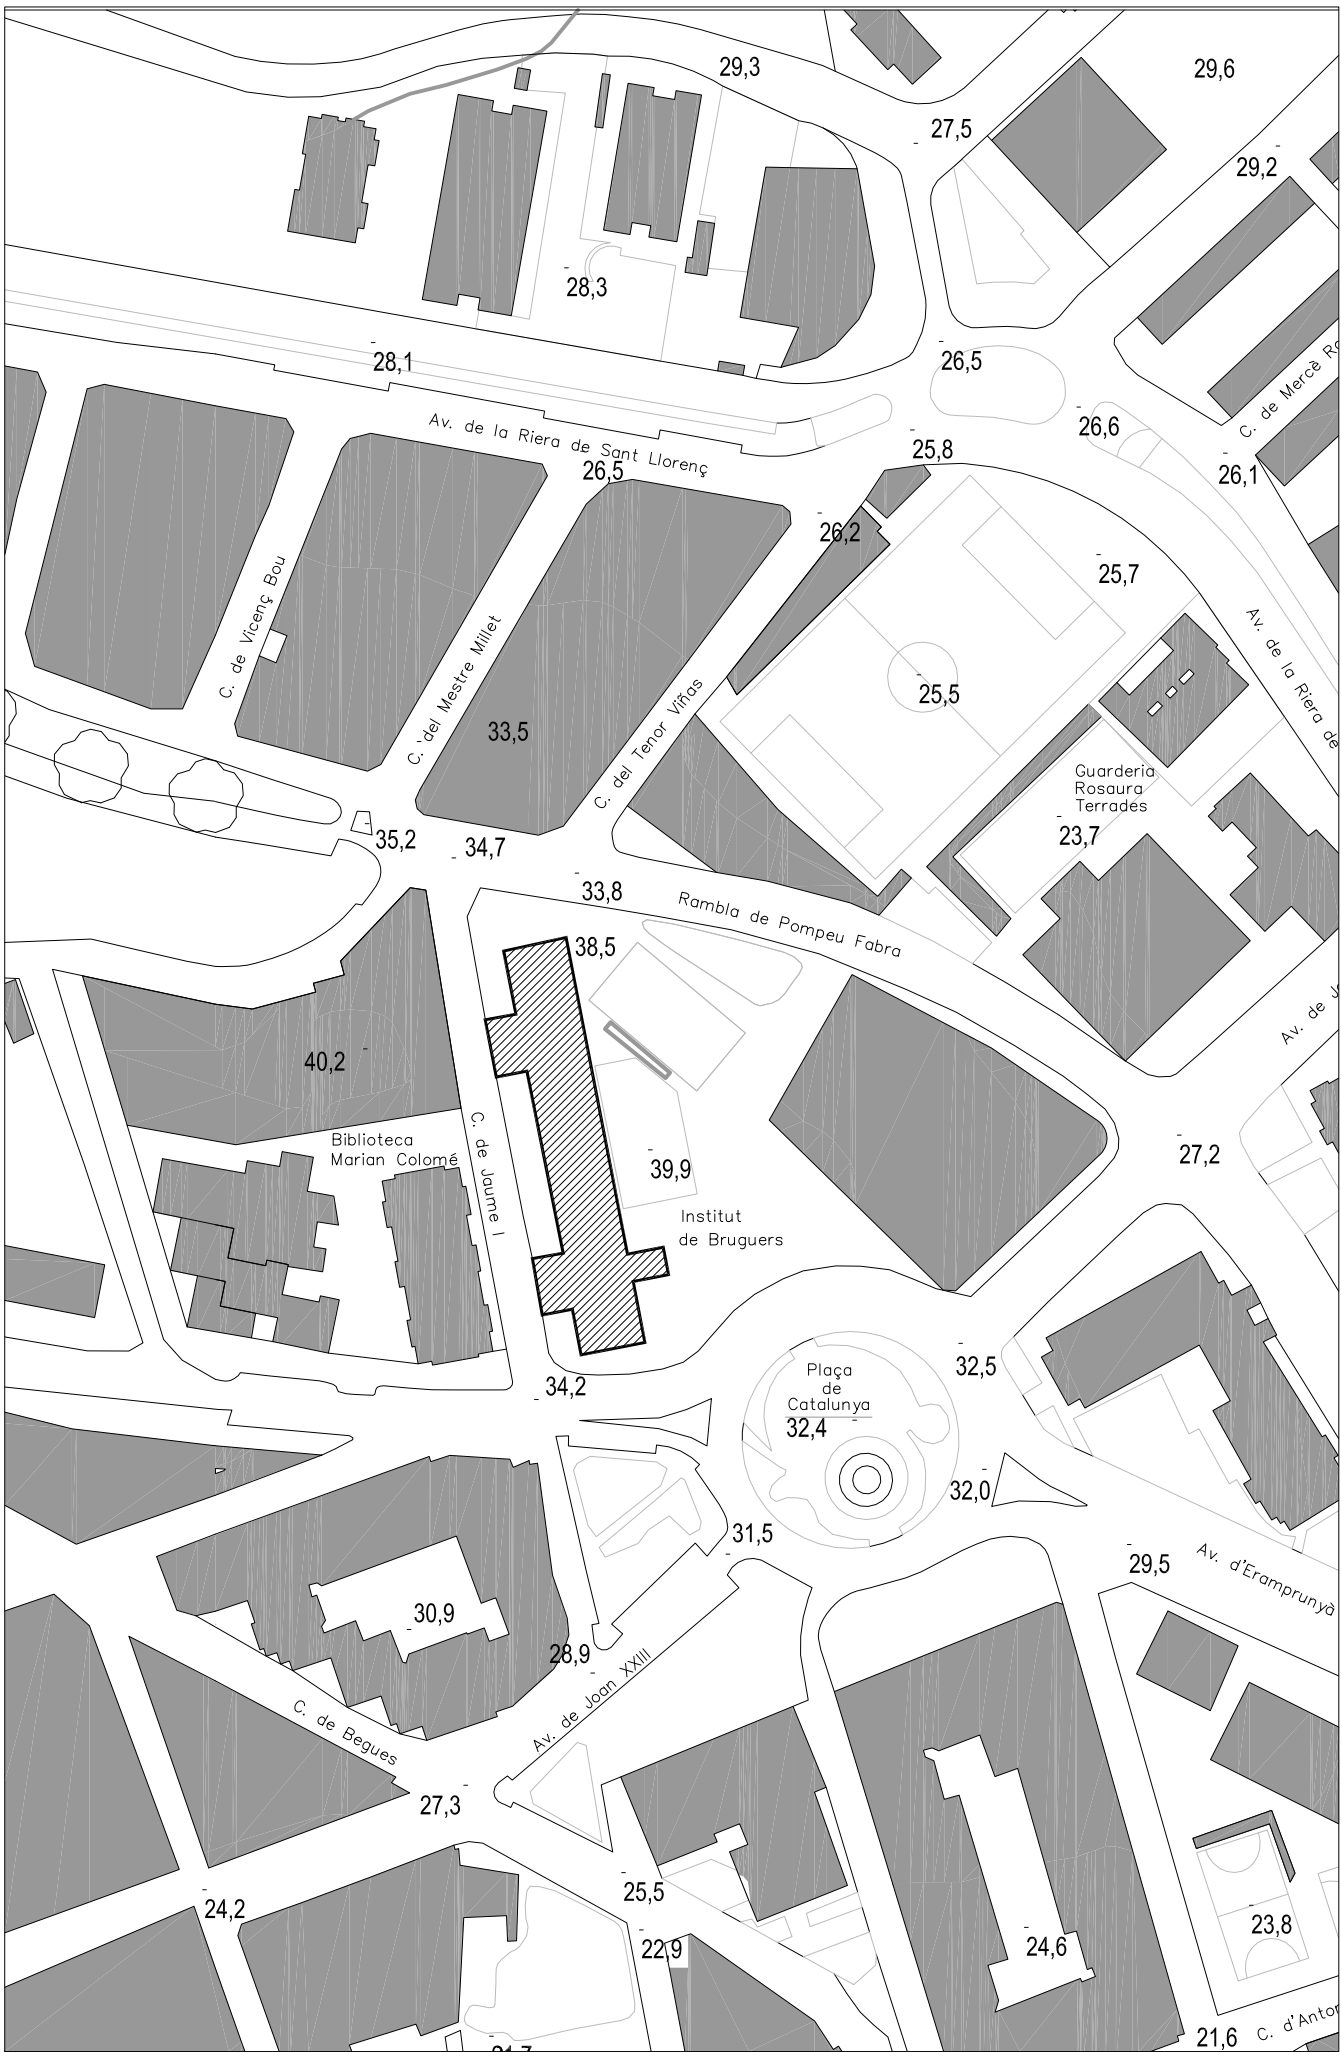 29,3
29,6
27,5
29,2
28,3
28,1
26,5
C. de Mercè Ro
26,6
Av. de la Riera de Sant Llorenç
25,8
26,5
26,1
26,2
25,7
C. de Vicenç Bou
C. del Mestre Millet
Av. de la Riera de
25,5
C. del Tenor Viñas
33,5
Guarderia
Rosaura
Terradés
35,2
34,7
23,7
33,8
Rambla de Pompeu Fabra
38,5
Av. de J
40,2
Biblioteca
Marian Colomé
C. de Jaume I
39,9
27,2
Institut
de Bruguers
32,5
34,2
Plaça
de
Catalunya
32,4
32,0
31,5
29,5
Av. d'Eramprunyà
30,9
28,9
C. de Begues
Av. de Joan XXIII
27,3
25,5
24,2
23,8
22,9
24,6
21,6
C. d'Anton
21,7